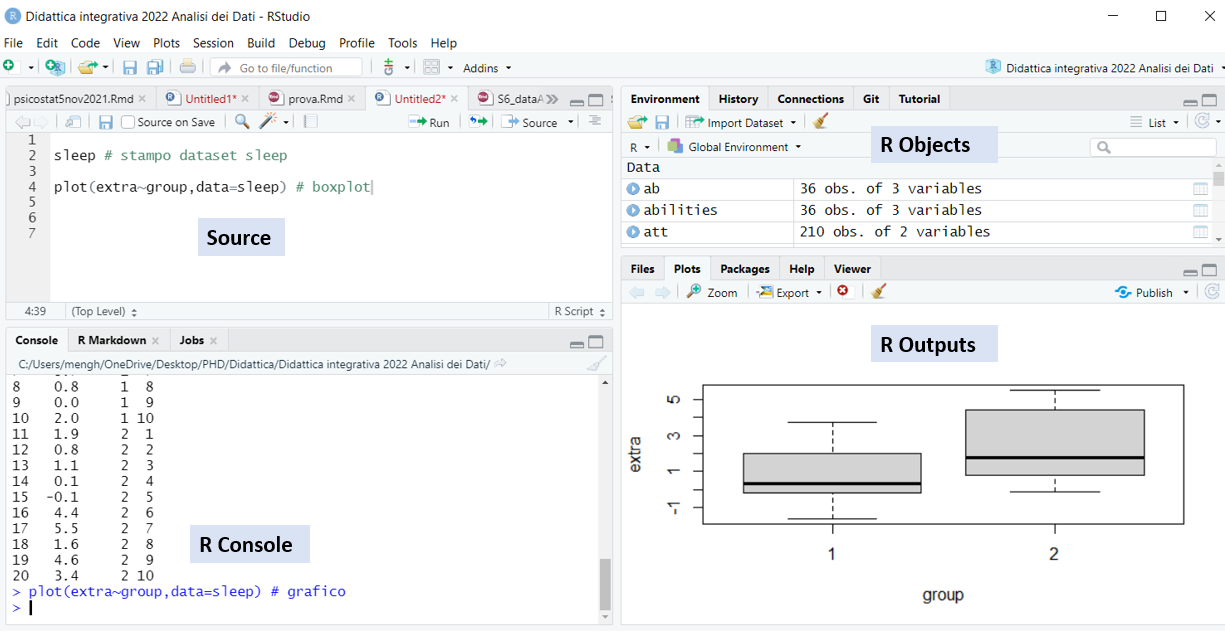 Didattica integrativa 2022 Analisi dei Dati - RStudio
File Edit Code View Plots Session Build Debug Profile Tools Help
Go to file/function Addins Didattica integrativa 2022 Analisi dei Dati
psicostat5nov2021.Rmd Untitled1* prova.Rmd Untitled2* S6_dataA
Source on Save Run Source
1
2 sleep # stampo dataset sleep
3
4 plot(extra~group,data=sleep) # boxplot
5
6
7
Source
4:39 (Top Level) R Script
Console R Markdown Jobs
C:/Users/mengh/OneDrive/Desktop/PHD/Didattica/Didattica integrativa 2022 Analisi dei Dati/
8 0.8 1 8
9 0.0 1 9
10 2.0 1 10
11 1.9 2 1
12 0.8 2 2
13 1.1 2 3
14 0.1 2 4
15 -0.1 2 5
16 4.4 2 6
17 5.5 2 7
18 1.6 2 8
19 4.6 2 9
20 3.4 2 10
R Console
> plot(extra~group,data=sleep) # grafico
>
Environment History Connections Git Tutorial
Import Dataset List
R Global Environment
R Objects
Data
ab 36 obs. of 3 variables
abilities 36 obs. of 3 variables
att 210 obs. of 2 variables
Files Plots Packages Help Viewer
Zoom Export Publish
R Outputs
extra
5
3
1
-1
1 2
group